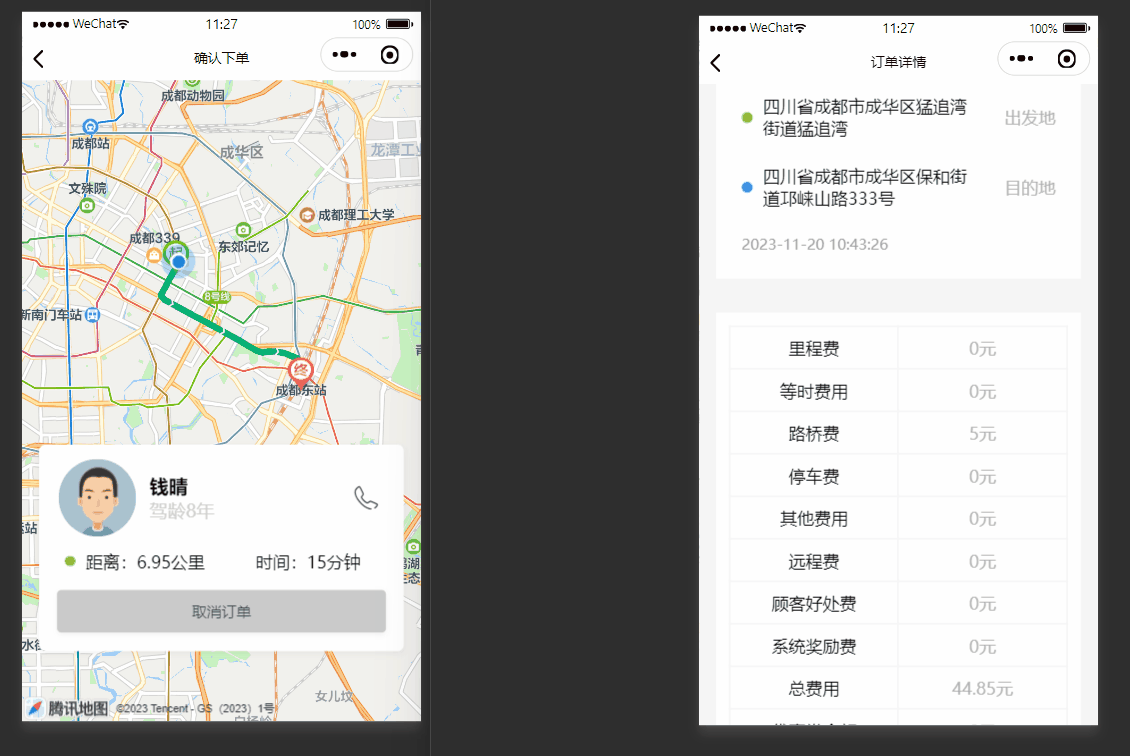 WeChat
11:27
100%
确认下单
成都动物园
成都站
成华区
龙潭工业
文殊院
成都理工大学
成都339
东郊记忆
起
8号线
新南门车站
终
成都东站
钱晴
驾龄8年
距离：6.95公里
时间：15分钟
取消订单
女儿坟
腾讯地图
©2023 Tencent - GS（2023）1号
WeChat
11:27
100%
订单详情
四川省成都市成华区猛追湾
街道猛追湾
出发地
四川省成都市成华区保和街
道邛崃山路333号
目的地
2023-11-20 10:43:26
里程费 0元
等时费用 0元
路桥费 5元
停车费 0元
其他费用 0元
远程费 0元
顾客好处费 0元
系统奖励费 0元
总费用 44.85元